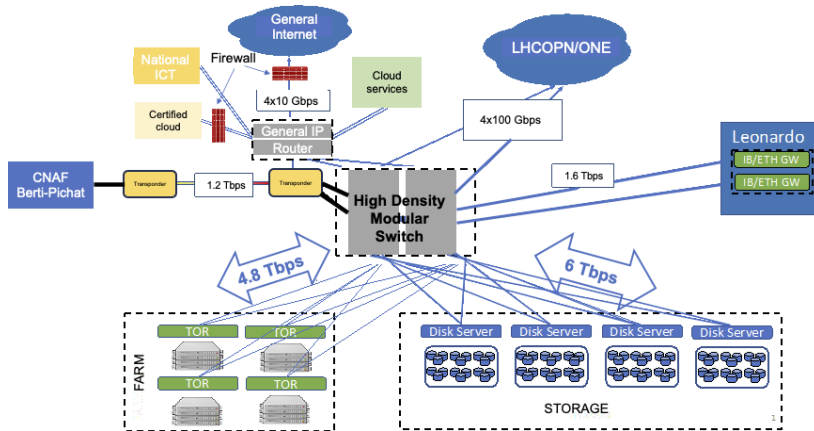 General
Internet
LHCOPN/ONE
Firewall
National
ICT
Cloud
services
4x10 Gbps
Certified
cloud
General IP
Router
4x100 Gbps
Leonardo
IB/ETH GW
IB/ETH GW
CNAF
Berti-Pichat
Transponder
1.2 Tbps
Transponder
1.6 Tbps
High Density
Modular
Switch
4.8 Tbps
6 Tbps
TOR
TOR
TOR
TOR
FARM
Disk Server
Disk Server
Disk Server
Disk Server
STORAGE
1